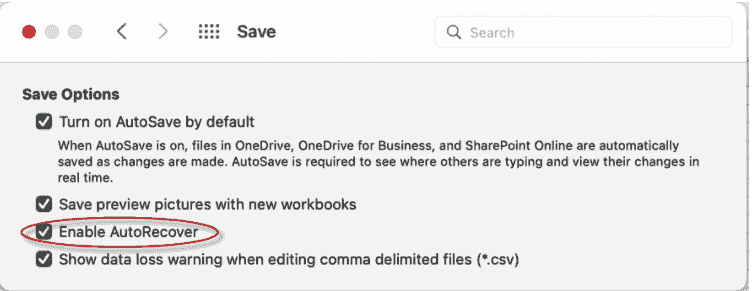 Save
Search
Save Options
Turn on AutoSave by default
When AutoSave is on, files in OneDrive, OneDrive for Business, and SharePoint Online are automatically
saved as changes are made. AutoSave is required to see where others are typing and view their changes in
real time.
Save preview pictures with new workbooks
Enable AutoRecover
Show data loss warning when editing comma delimited files (*.csv)